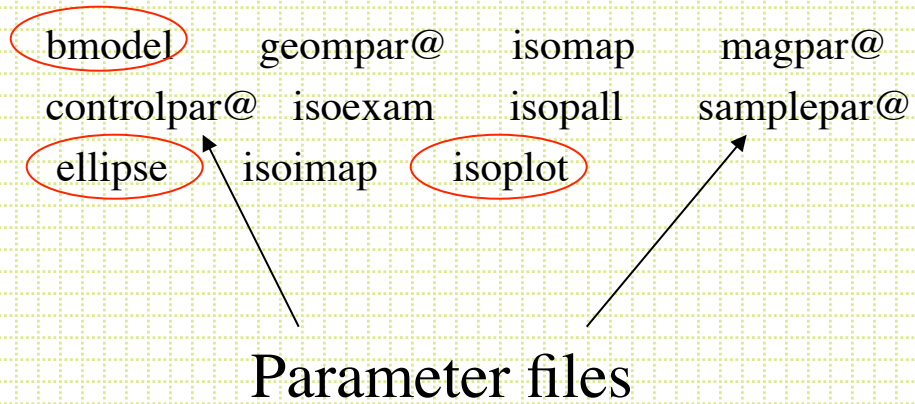 bmodel geompar@ isomap magpar@
controlpar@ isoexam isopall samplepar@
ellipse isoimap isoplot
Parameter files